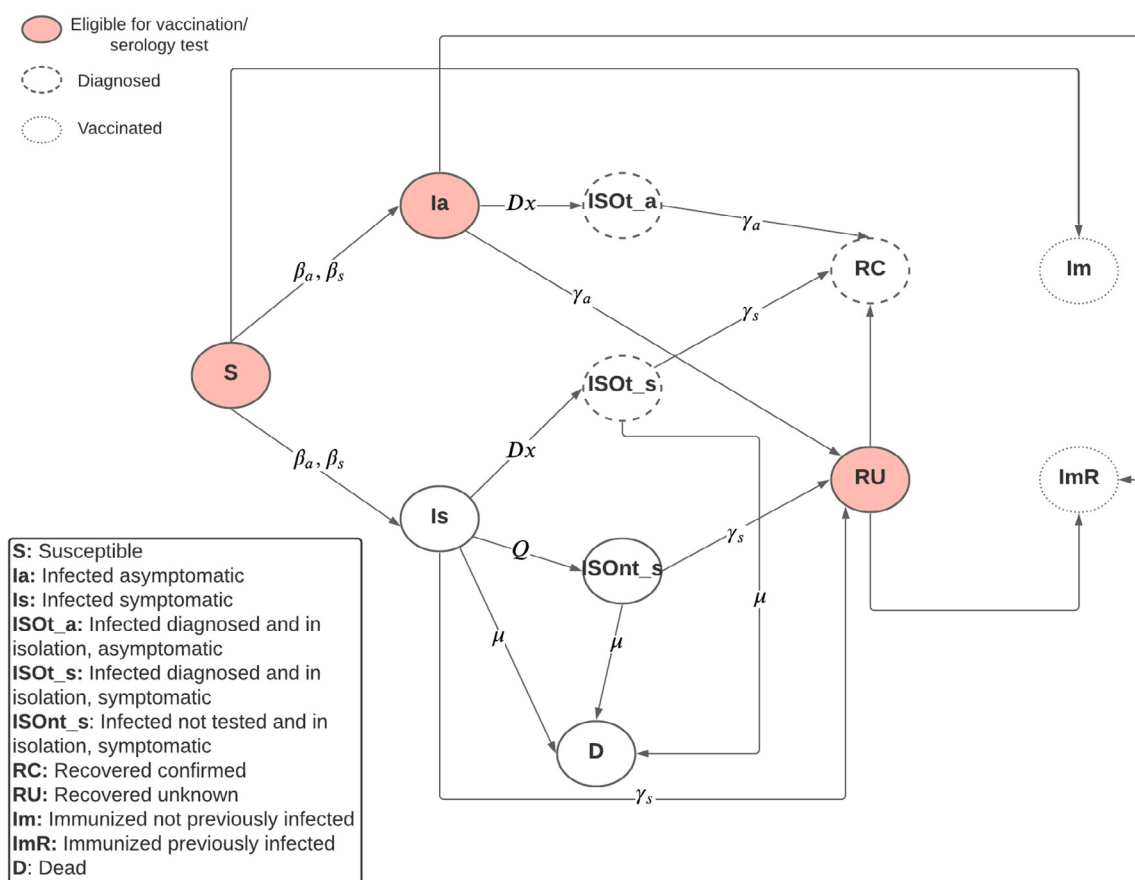 Eligible for vaccination/
serology test
Diagnosed
Vaccinated
Ia
Dx
ISOt_a
γa
RC
Im
βa, βs
γa
γs
S
ISOt_s
βa, βs
Dx
RU
ImR
Is
Q
ISOnt_s
γs
μ
μ
μ
D
γs
S: Susceptible
Ia: Infected asymptomatic
Is: Infected symptomatic
ISOt_a: Infected diagnosed and in
isolation, asymptomatic
ISOt_s: Infected diagnosed and in
isolation, symptomatic
ISOnt_s: Infected not tested and in
isolation, symptomatic
RC: Recovered confirmed
RU: Recovered unknown
Im: Immunized not previously infected
ImR: Immunized previously infected
D: Dead